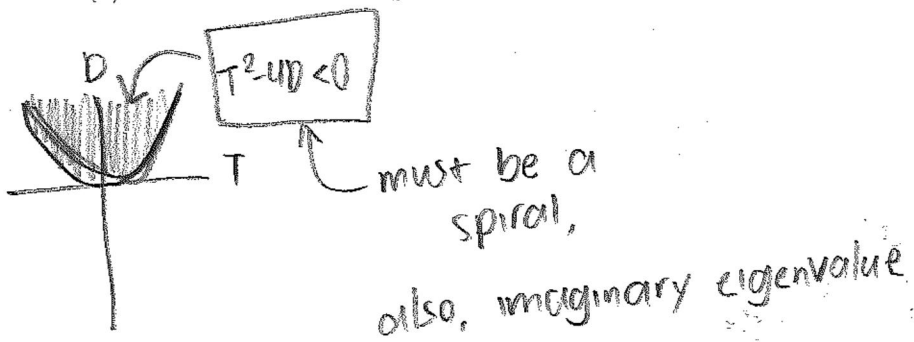 D
T²-4D<0
T
must be a
spiral,
also, imaginary eigenvalue